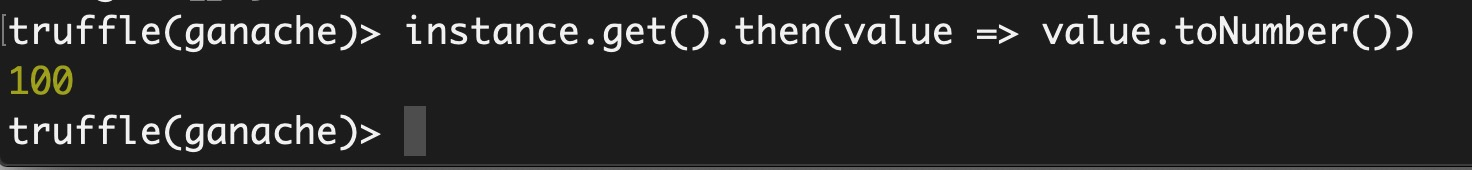 truffle(ganache)> instance.get().then(value => value.toNumber())
100
truffle(ganache)>